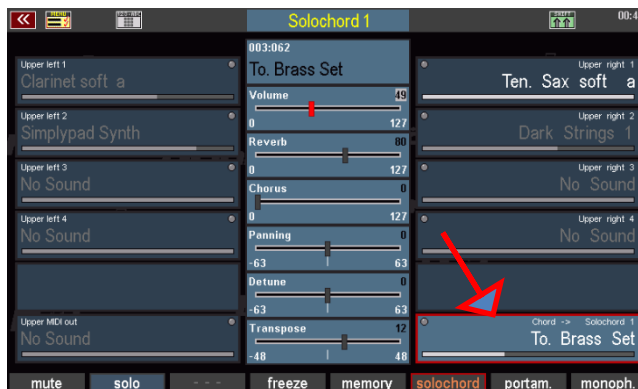 MENU
Solochord 1
SHIFT
00:4
003:062
To. Brass Set
Upper left 1
Clarinet soft a
Upper left 2
Simplypad Synth
Upper left 3
No Sound
Upper left 4
No Sound
Upper MIDI out
No Sound
Volume 49
0 127
Reverb 80
0 127
Chorus 0
0 127
Panning 0
-63 63
Detune 0
-63 63
Transpose 12
-48 48
Upper right 1
Ten. Sax soft a
Upper right 2
Dark Strings 1
Upper right 3
No Sound
Upper right 4
No Sound
Chord -> Solochord 1
To. Brass Set
mute solo - - - freeze memory solochord portam. monoph.